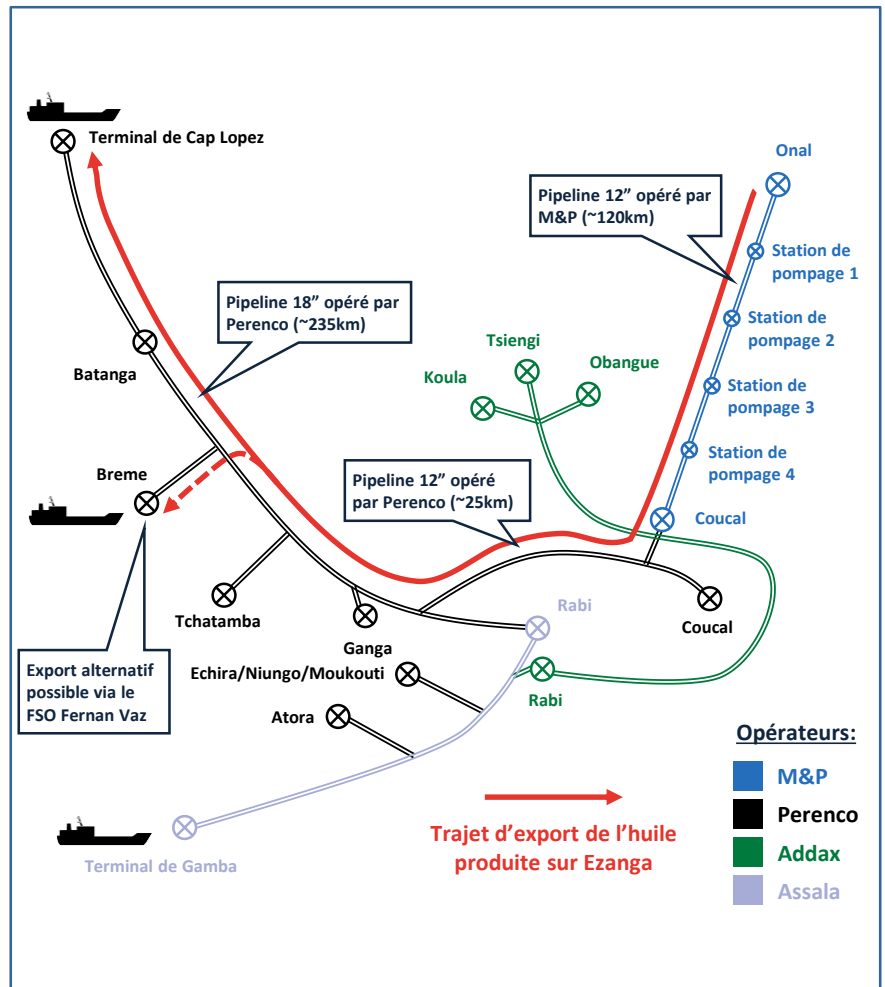 Terminal de Cap Lopez
Onal
Pipeline 12” opéré par
M&P (~120km)
Station de
pompage 1
Pipeline 18” opéré par
Perenco (~235km)
Station de
pompage 2
Tsiengi
Obangue
Koula
Batanga
Station de
pompage 3
Station de
pompage 4
Breme
Pipeline 12” opéré
par Perenco (~25km)
Coucal
Tchatamba
Ganga
Rabi
Coucal
Export alternatif
possible via le
FSO Fernan Vaz
Echira/Niungo/Moukouti
Rabi
Atora
Opérateurs:
M&P
Perenco
Addax
Assala
Trajet d’export de l’huile
produite sur Ezanga
Terminal de Gamba